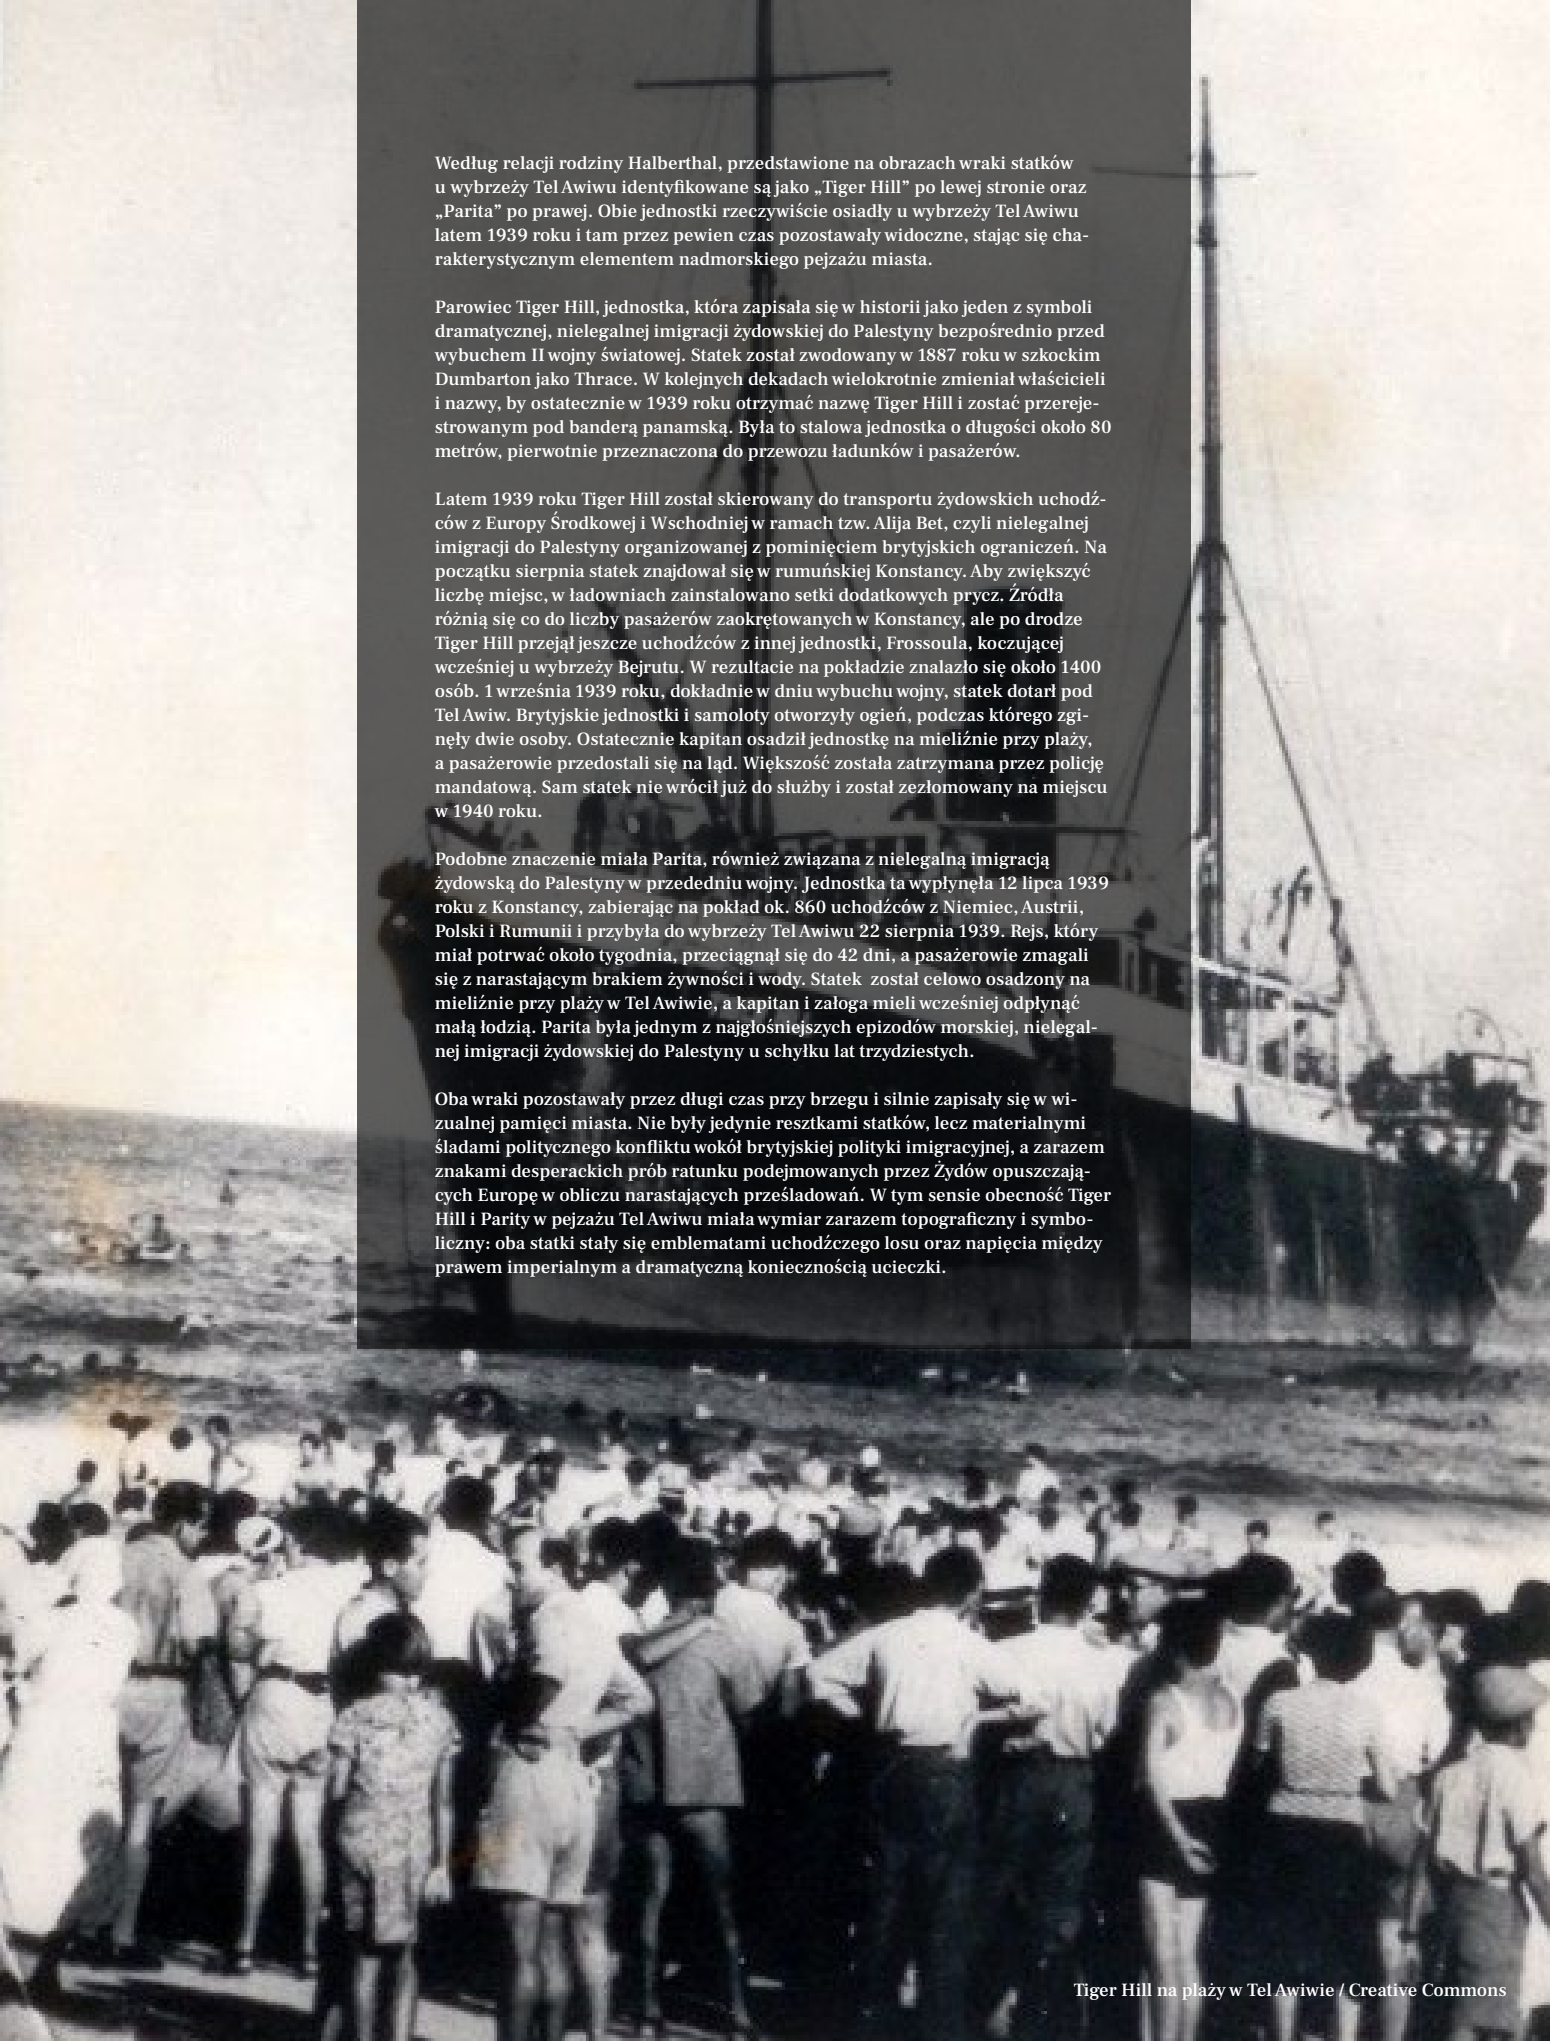 Według relacji rodziny Halberthal, przedstawione na obrazach wraki statków
u wybrzeży Tel Awiwu identyfikowane są jako „Tiger Hill” po lewej stronie oraz
„Parita” po prawej. Obie jednostki rzeczywiście osiadły u wybrzeży Tel Awiwu
latem 1939 roku i tam przez pewien czas pozostawały widoczne, stając się cha-
rakterystycznym elementem nadmorskiego pejzażu miasta.

Parowiec Tiger Hill, jednostka, która zapisała się w historii jako jeden z symboli
dramatycznej, nielegalnej imigracji żydowskiej do Palestyny bezpośrednio przed
wybuchem II wojny światowej. Statek został zwodowany w 1887 roku w szkockim
Dumbarton jako Thrace. W kolejnych dekadach wielokrotnie zmieniał właścicieli
i nazwy, by ostatecznie w 1939 roku otrzymać nazwę Tiger Hill i zostać przereje-
strowanym pod banderą panamską. Była to stalowa jednostka o długości około 80
metrów, pierwotnie przeznaczona do przewozu ładunków i pasażerów.

Latem 1939 roku Tiger Hill został skierowany do transportu żydowskich uchodź-
ców z Europy Środkowej i Wschodniej w ramach tzw. Alija Bet, czyli nielegalnej
imigracji do Palestyny organizowanej z pominięciem brytyjskich ograniczeń. Na
początku sierpnia statek znajdował się w rumuńskiej Konstancy. Aby zwiększyć
liczbę miejsc, w ładowniach zainstalowano setki dodatkowych prycz. Źródła
różnią się co do liczby pasażerów zaokrętowanych w Konstancy, ale po drodze
Tiger Hill przejął jeszcze uchodźców z innej jednostki, Frossoula, koczującej
wcześniej u wybrzeży Bejrutu. W rezultacie na pokładzie znalazło się około 1400
osób. 1 września 1939 roku, dokładnie w dniu wybuchu wojny, statek dotarł pod
Tel Awiw. Brytyjskie jednostki i samoloty otworzyły ogień, podczas którego zgi-
nęły dwie osoby. Ostatecznie kapitan osadził jednostkę na mieliźnie przy plaży,
a pasażerowie przedostali się na ląd. Większość została zatrzymana przez policję
mandatową. Sam statek nie wrócił już do służby i został zezłomowany na miejscu
w 1940 roku.

Podobne znaczenie miała Parita, również związana z nielegalną imigracją
żydowską do Palestyny w przededniu wojny. Jednostka ta wypłynęła 12 lipca 1939
roku z Konstancy, zabierając na pokład ok. 860 uchodźców z Niemiec, Austrii,
Polski i Rumunii i przybyła do wybrzeży Tel Awiwu 22 sierpnia 1939. Rejs, który
miał potrwać około tygodnia, przeciągnął się do 42 dni, a pasażerowie zmagali
się z narastającym brakiem żywności i wody. Statek  został celowo osadzony na
mieliźnie przy plaży w Tel Awiwie, a kapitan i załoga mieli wcześniej odpłynąć
małą łodzią. Parita była jednym z najgłośniejszych epizodów morskiej, nielegal-
nej imigracji żydowskiej do Palestyny u schyłku lat trzydziestych.

Oba wraki pozostawały przez długi czas przy brzegu i silnie zapisały się w wi-
zualnej pamięci miasta. Nie były jedynie resztkami statków, lecz materialnymi
śladami politycznego konfliktu wokół brytyjskiej polityki imigracyjnej, a zarazem
znakami desperackich prób ratunku podejmowanych przez Żydów opuszczają-
cych Europę w obliczu narastających prześladowań. W tym sensie obecność Tiger
Hill i Parity w pejzażu Tel Awiwu miała wymiar zarazem topograficzny i symbo-
liczny: oba statki stały się emblematami uchodźczego losu oraz napięcia między
prawem imperialnym a dramatyczną koniecznością ucieczki.

Tiger Hill na plaży w Tel Awiwie / Creative Commons